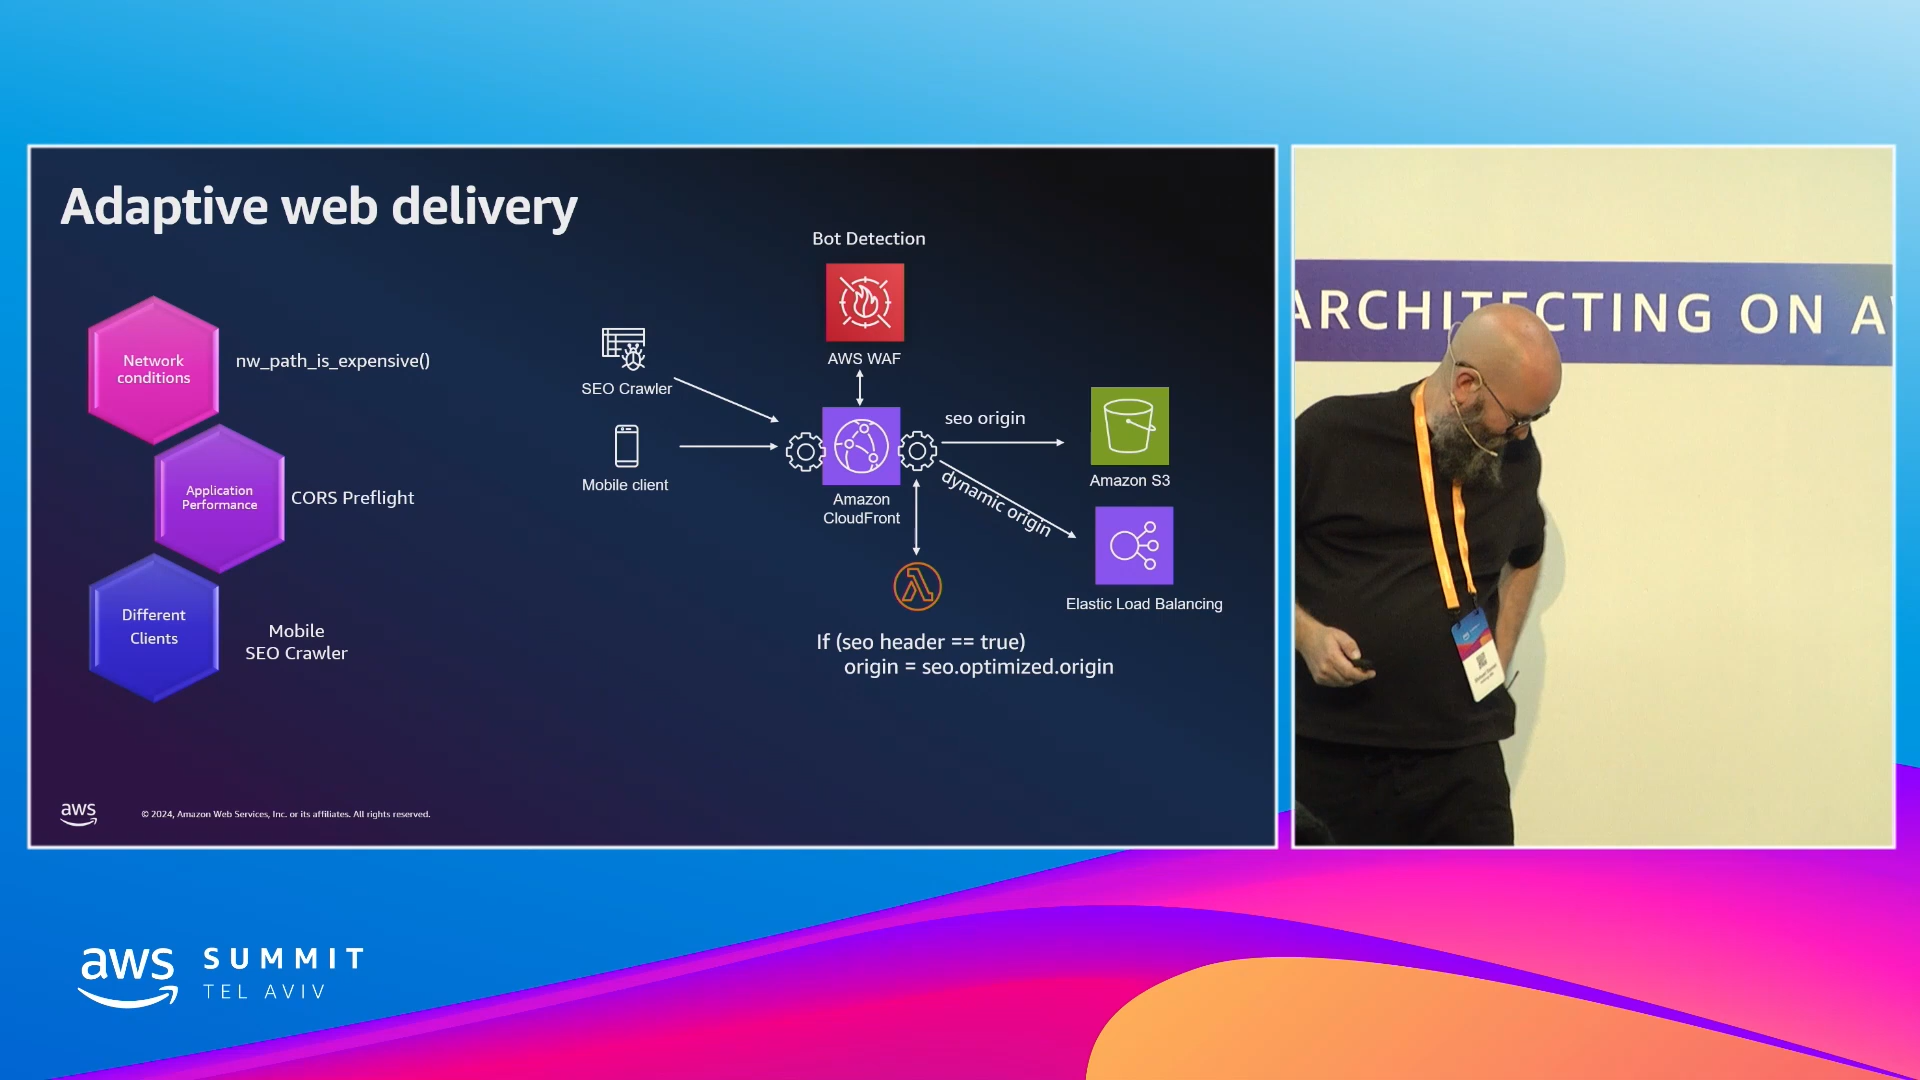 Adaptive web delivery
Network
conditions
nw_path_is_expensive()
Application
Performance
CORS Preflight
Different
Clients
Mobile
SEO Crawler
Bot Detection
AWS WAF
SEO Crawler
Mobile client
Amazon
CloudFront
seo origin
dynamic origin
Amazon S3
Elastic Load Balancing
If (seo header == true)
origin = seo.optimized.origin
aws
© 2024, Amazon Web Services, Inc. or its affiliates. All rights reserved.
ARCHITECTING ON A
aws
SUMMIT
TEL AVIV